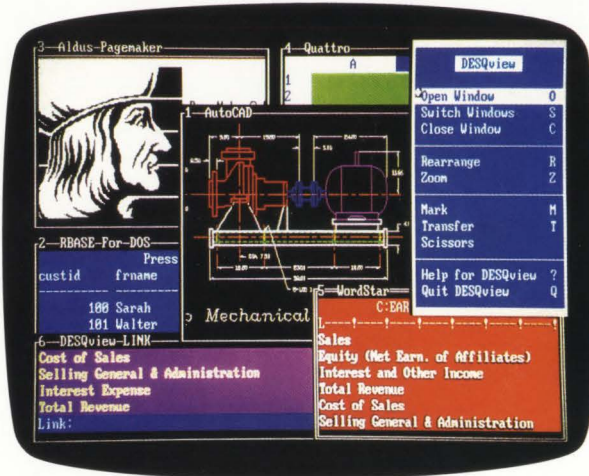 3-Aldus-Pagemaker
4 Quattro
A
1
2
1-AutoCAD
DESQview
Open Window O
Switch Windows S
Close Window C
Rearrange R
Zoom Z
Mark M
Transfer T
Scissors
Help for DESQview ?
Quit DESQview Q
2-RBASE-For-DOS
Press
custid frname
100 Sarah
101 Walter
Mechanical
5-WordStar
C:EAR
L
Sales
Equity (Net Earn. of Affiliates)
Interest and Other Income
Total Revenue
Cost of Sales
Selling General & Administration
6-DESQview-LINK
Cost of Sales
Selling General & Administration
Interest Expense
Total Revenue
Link: